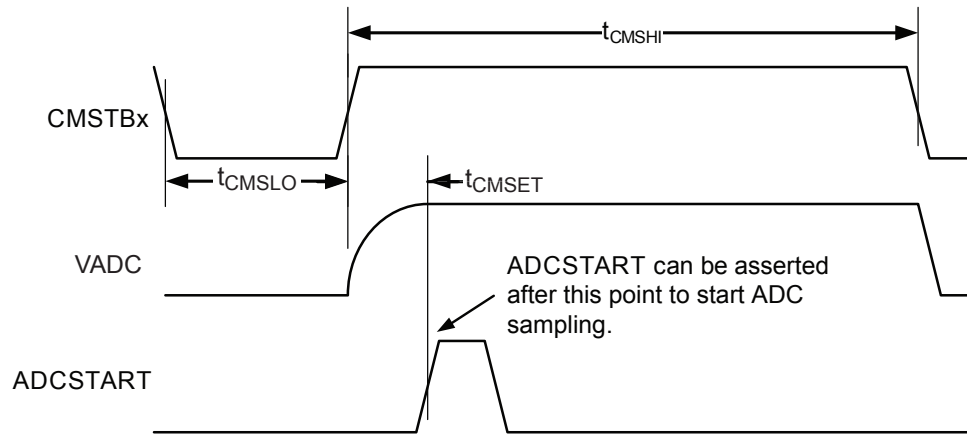 tCMSHI
CMSTBx
tCMSLO
tCMSET
VADC
ADCSTART can be asserted
after this point to start ADC
sampling.
ADCSTART